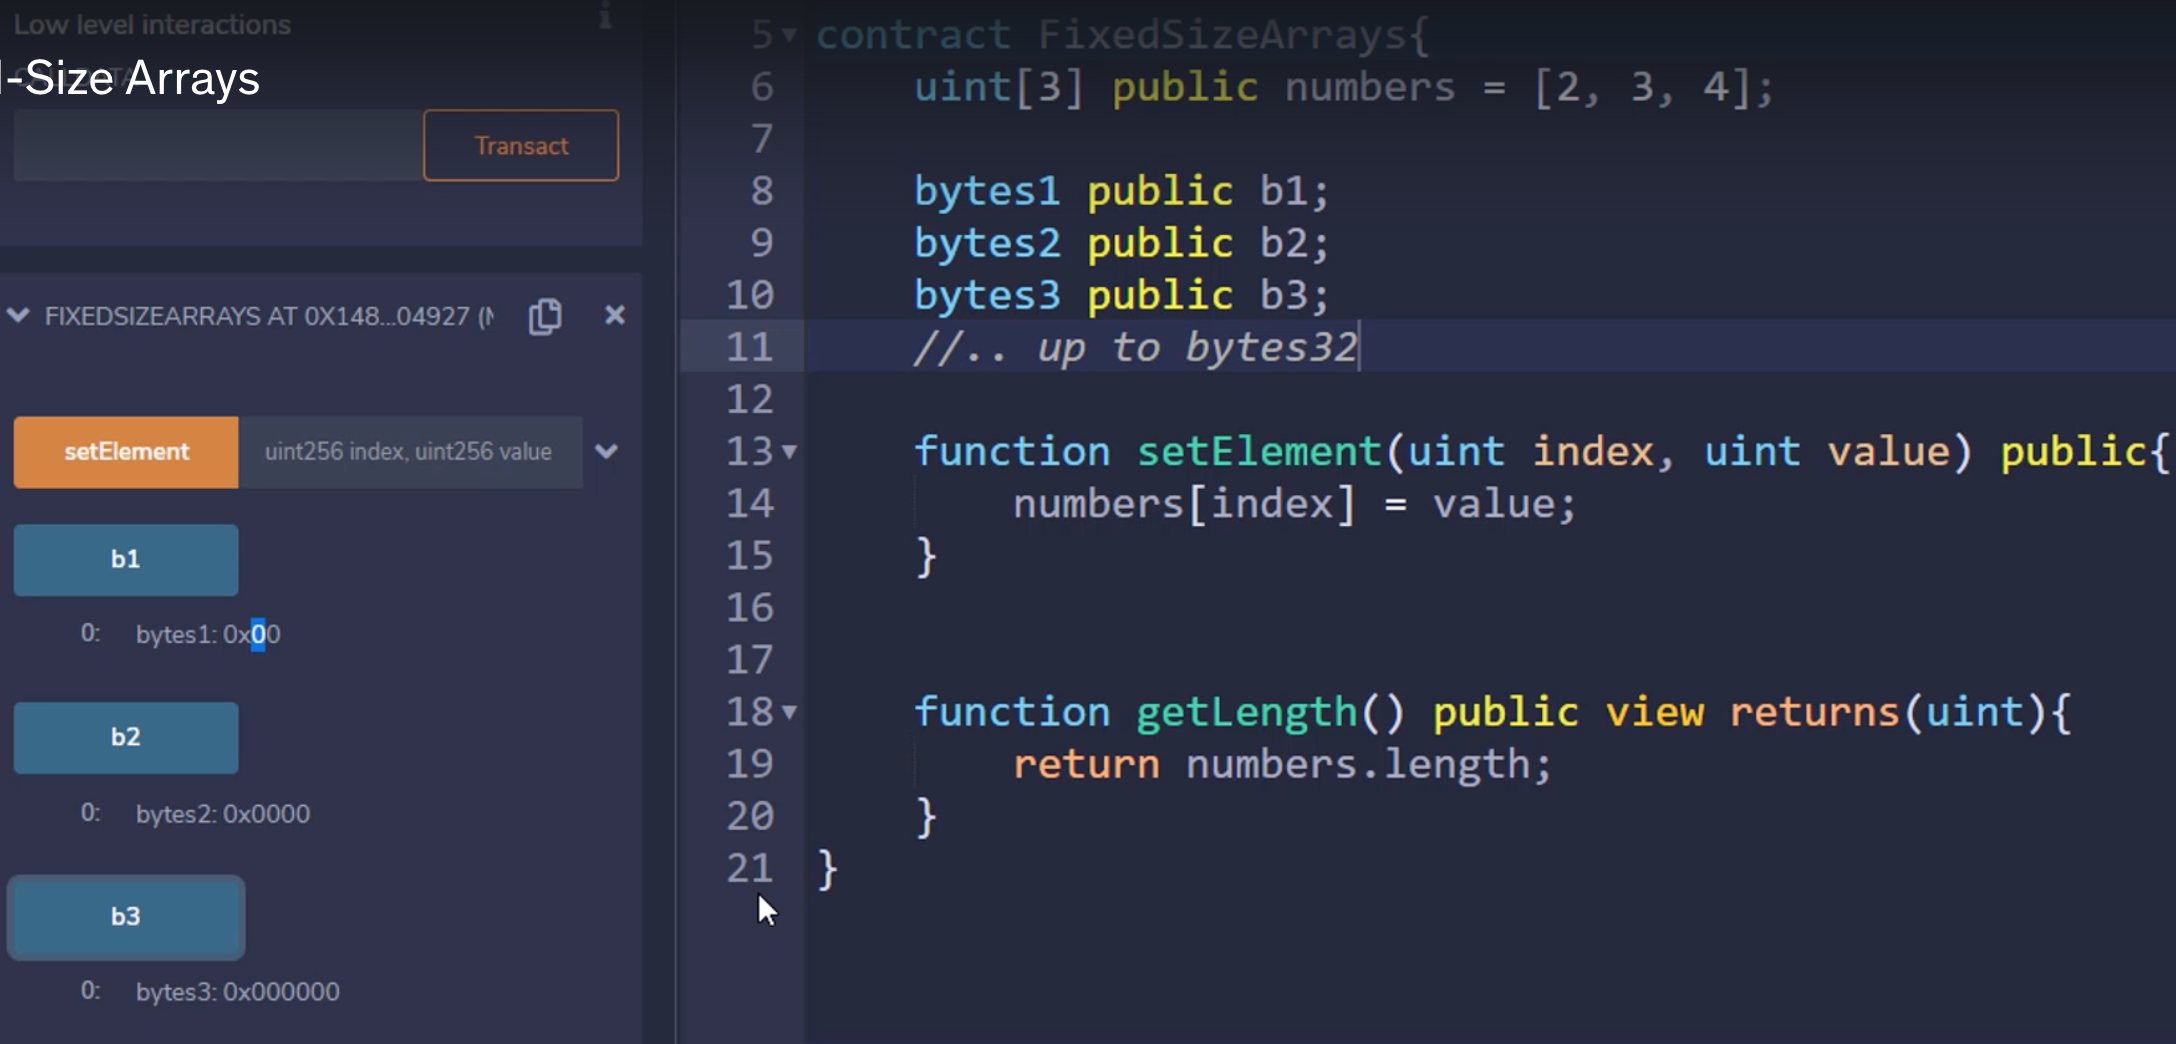 Low level interactions
-Size Arrays
Transact
FIXEDSIZEARRAYS AT 0X148...04927 (
setElement uint256 index, uint256 value
b1
0: bytes1: 0x00
b2
0: bytes2: 0x0000
b3
0: bytes3: 0x000000
5 contract FixedSizeArrays{
6 uint[3] public numbers = [2, 3, 4];
7
8 bytes1 public b1;
9 bytes2 public b2;
10 bytes3 public b3;
11 //.. up to bytes32
12
13 function setElement(uint index, uint value) public{
14 numbers[index] = value;
15 }
16
17
18 function getLength() public view returns(uint){
19 return numbers.length;
20 }
21 }